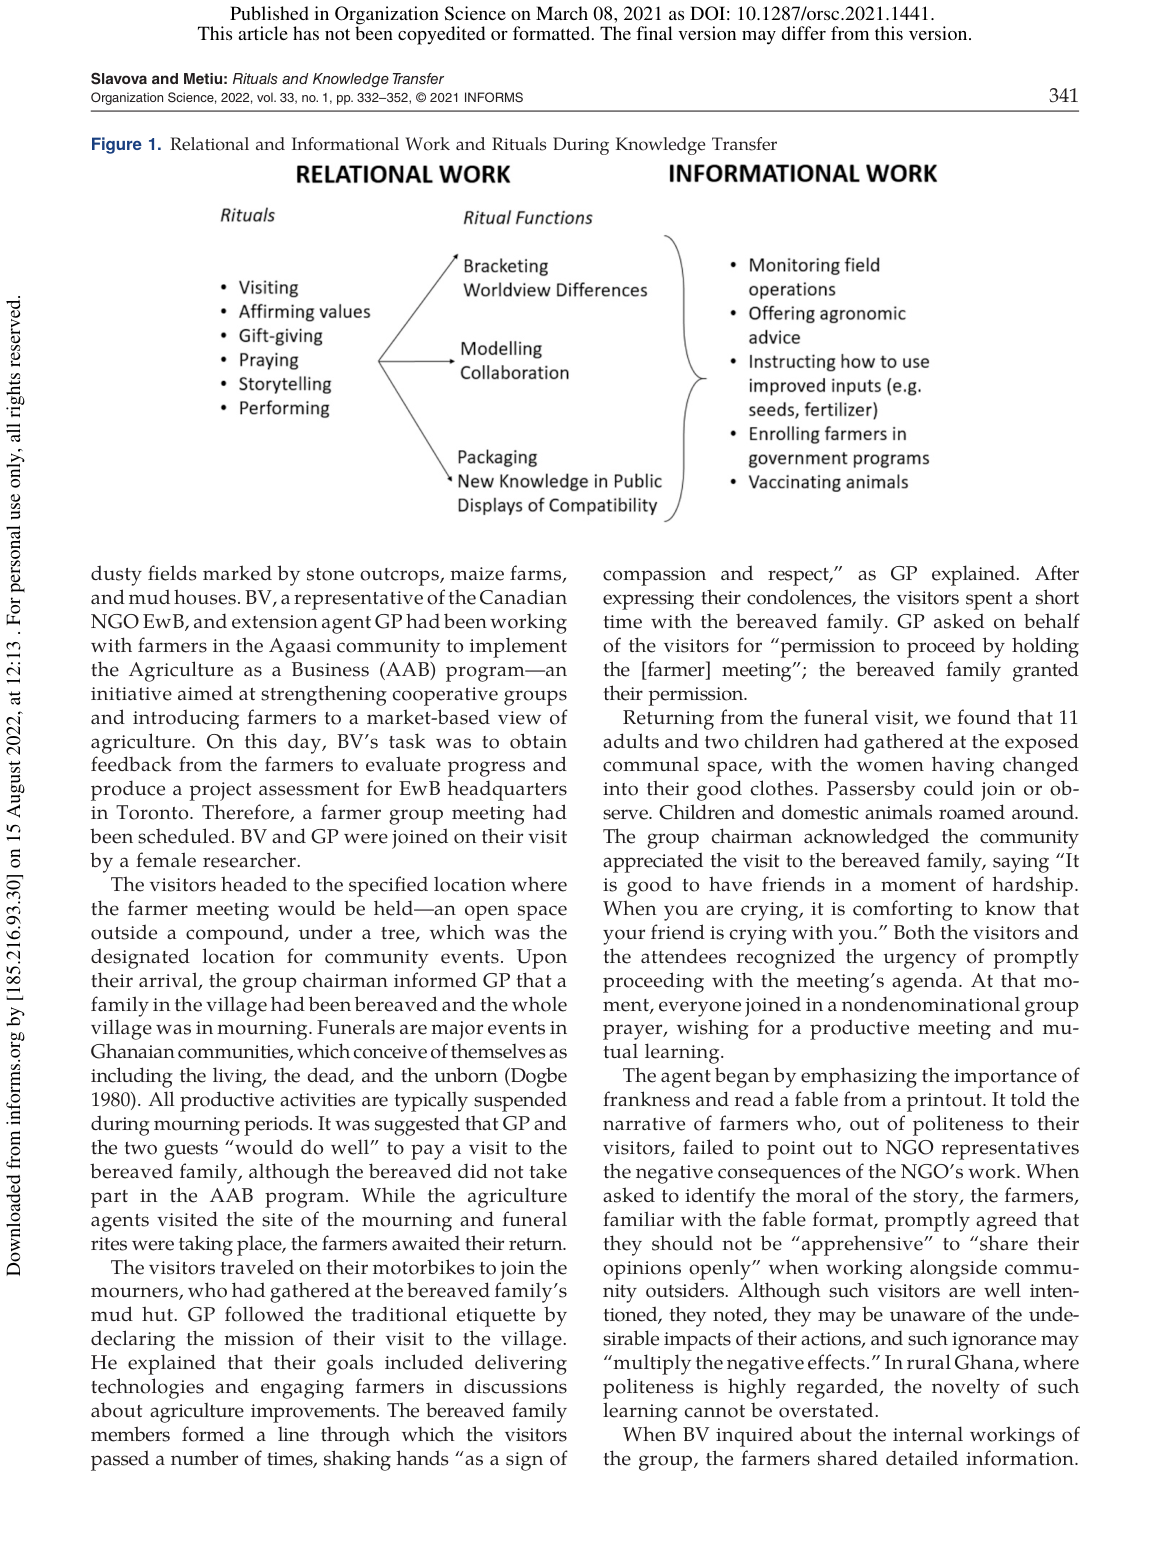 Published in Organization Science on March 08, 2021 as DOI: 10.1287/orsc.2021.1441.
This article has not been copyedited or formatted. The final version may differ from this version.
Slavova and Metiu: Rituals and Knowledge Transfer
Organization Science, 2022, vol. 33, no. 1, pp. 332–352, © 2021 INFORMS
341
Figure 1. Relational and Informational Work and Rituals During Knowledge Transfer
RELATIONAL WORK
INFORMATIONAL WORK
Rituals
Ritual Functions
• Visiting
• Affirming values
• Gift-giving
• Praying
• Storytelling
• Performing
Bracketing
Worldview Differences
Modelling
Collaboration
Packaging
New Knowledge in Public
Displays of Compatibility
• Monitoring field
operations
• Offering agronomic
advice
• Instructing how to use
improved inputs (e.g.
seeds, fertilizer)
• Enrolling farmers in
government programs
• Vaccinating animals
dusty fields marked by stone outcrops, maize farms,
and mud houses. BV, a representative of the Canadian
NGO EwB, and extension agent GP had been working
with farmers in the Agaasi community to implement
the Agriculture as a Business (AAB) program—an
initiative aimed at strengthening cooperative groups
and introducing farmers to a market-based view of
agriculture. On this day, BV's task was to obtain
feedback from the farmers to evaluate progress and
produce a project assessment for EwB headquarters
in Toronto. Therefore, a farmer group meeting had
been scheduled. BV and GP were joined on their visit
by a female researcher.
The visitors headed to the specified location where
the farmer meeting would be held—an open space
outside a compound, under a tree, which was the
designated location for community events. Upon
their arrival, the group chairman informed GP that a
family in the village had been bereaved and the whole
village was in mourning. Funerals are major events in
Ghanaian communities, which conceive of themselves as
including the living, the dead, and the unborn (Dogbe
1980). All productive activities are typically suspended
during mourning periods. It was suggested that GP and
the two guests “would do well” to pay a visit to the
bereaved family, although the bereaved did not take
part in the AAB program. While the agriculture
agents visited the site of the mourning and funeral
rites were taking place, the farmers awaited their return.
The visitors traveled on their motorbikes to join the
mourners, who had gathered at the bereaved family's
mud hut. GP followed the traditional etiquette by
declaring the mission of their visit to the village.
He explained that their goals included delivering
technologies and engaging farmers in discussions
about agriculture improvements. The bereaved family
members formed a line through which the visitors
passed a number of times, shaking hands “as a sign of
compassion and respect,” as GP explained. After
expressing their condolences, the visitors spent a short
time with the bereaved family. GP asked on behalf
of the visitors for “permission to proceed by holding
the [farmer] meeting”; the bereaved family granted
their permission.
Returning from the funeral visit, we found that 11
adults and two children had gathered at the exposed
communal space, with the women having changed
into their good clothes. Passersby could join or ob-
serve. Children and domestic animals roamed around.
The group chairman acknowledged the community
appreciated the visit to the bereaved family, saying “It
is good to have friends in a moment of hardship.
When you are crying, it is comforting to know that
your friend is crying with you.” Both the visitors and
the attendees recognized the urgency of promptly
proceeding with the meeting's agenda. At that mo-
ment, everyone joined in a nondenominational group
prayer, wishing for a productive meeting and mu-
tual learning.
The agent began by emphasizing the importance of
frankness and read a fable from a printout. It told the
narrative of farmers who, out of politeness to their
visitors, failed to point out to NGO representatives
the negative consequences of the NGO's work. When
asked to identify the moral of the story, the farmers,
familiar with the fable format, promptly agreed that
they should not be “apprehensive” to “share their
opinions openly” when working alongside commu-
nity outsiders. Although such visitors are well inten-
tioned, they noted, they may be unaware of the unde-
sirable impacts of their actions, and such ignorance may
“multiply the negative effects.” In rural Ghana, where
politeness is highly regarded, the novelty of such
learning cannot be overstated.
When BV inquired about the internal workings of
the group, the farmers shared detailed information.
Downloaded from informs.org by [185.216.93.30] on 15 August 2022, at 12:13 . For personal use only, all rights reserved.